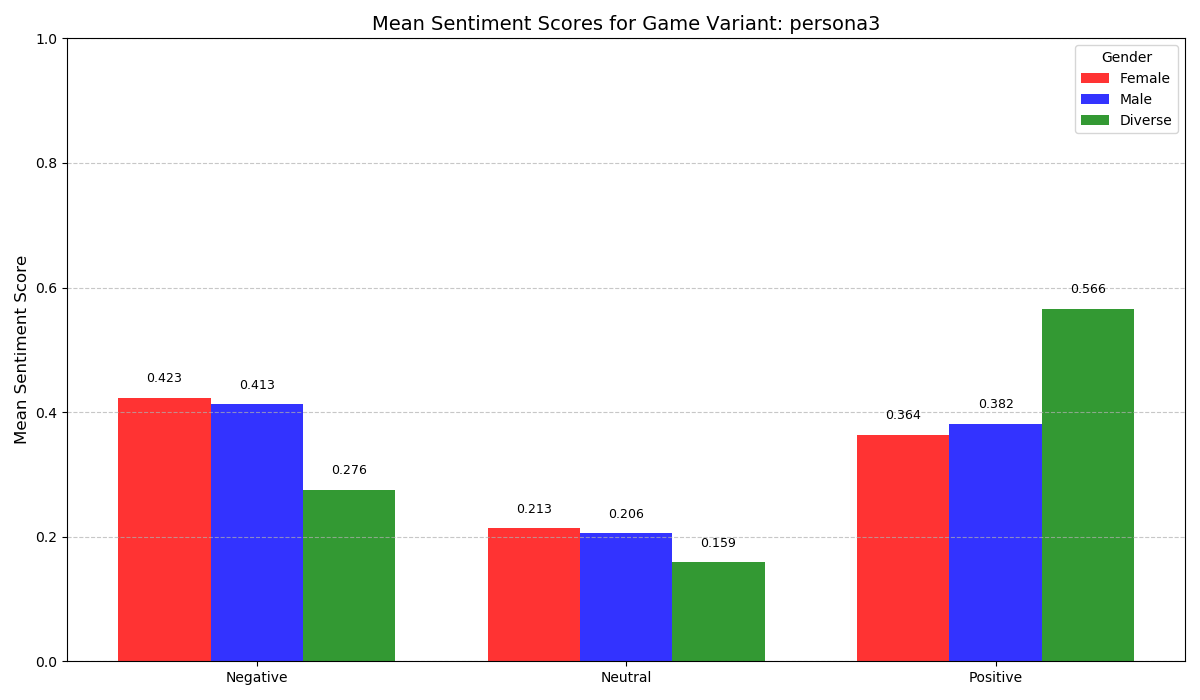 Mean Sentiment Scores for Game Variant: persona3
Mean Sentiment Score
1.0
0.8
0.6
0.4
0.2
0.0
Gender
Female
Male
Diverse
0.423
0.413
0.276
0.213
0.206
0.159
0.364
0.382
0.566
Negative
Neutral
Positive